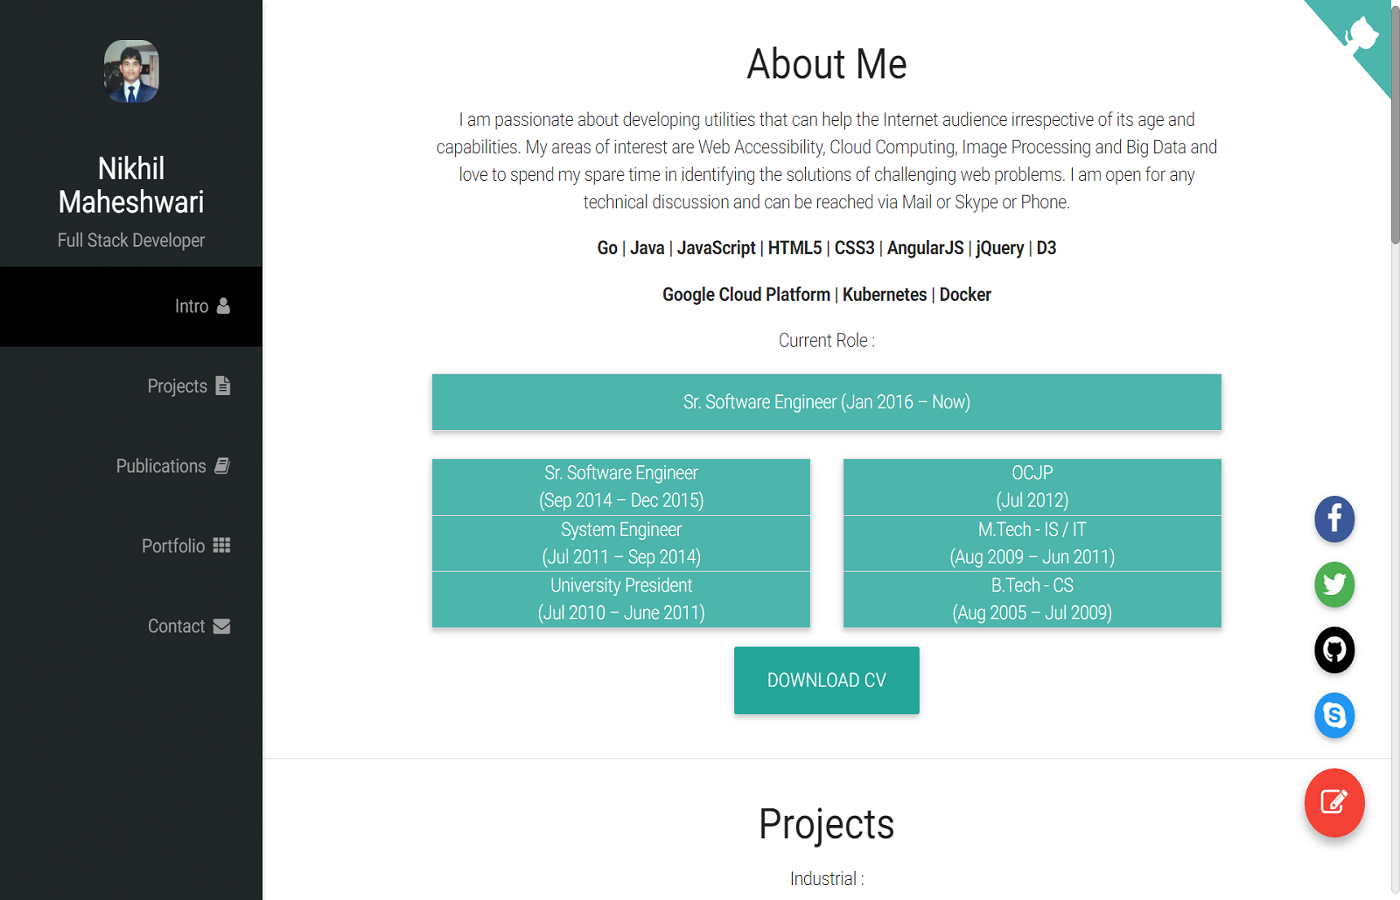 Nikhil
Maheshwari
Full Stack Developer
Intro
Projects
Publications
Portfolio
Contact
About Me
I am passionate about developing utilities that can help the Internet audience irrespective of its age and
capabilities. My areas of interest are Web Accessibility, Cloud Computing, Image Processing and Big Data and
love to spend my spare time in identifying the solutions of challenging web problems. I am open for any
technical discussion and can be reached via Mail or Skype or Phone.
Go | Java | JavaScript | HTML5 | CSS3 | AngularJS | jQuery | D3
Google Cloud Platform | Kubernetes | Docker
Current Role :
Sr. Software Engineer (Jan 2016 – Now)
Sr. Software Engineer
(Sep 2014 – Dec 2015)
System Engineer
(Jul 2011 – Sep 2014)
University President
(Jul 2010 – June 2011)
OCJP
(Jul 2012)
M.Tech - IS / IT
(Aug 2009 – Jun 2011)
B.Tech - CS
(Aug 2005 – Jul 2009)
DOWNLOAD CV
Projects
Industrial :